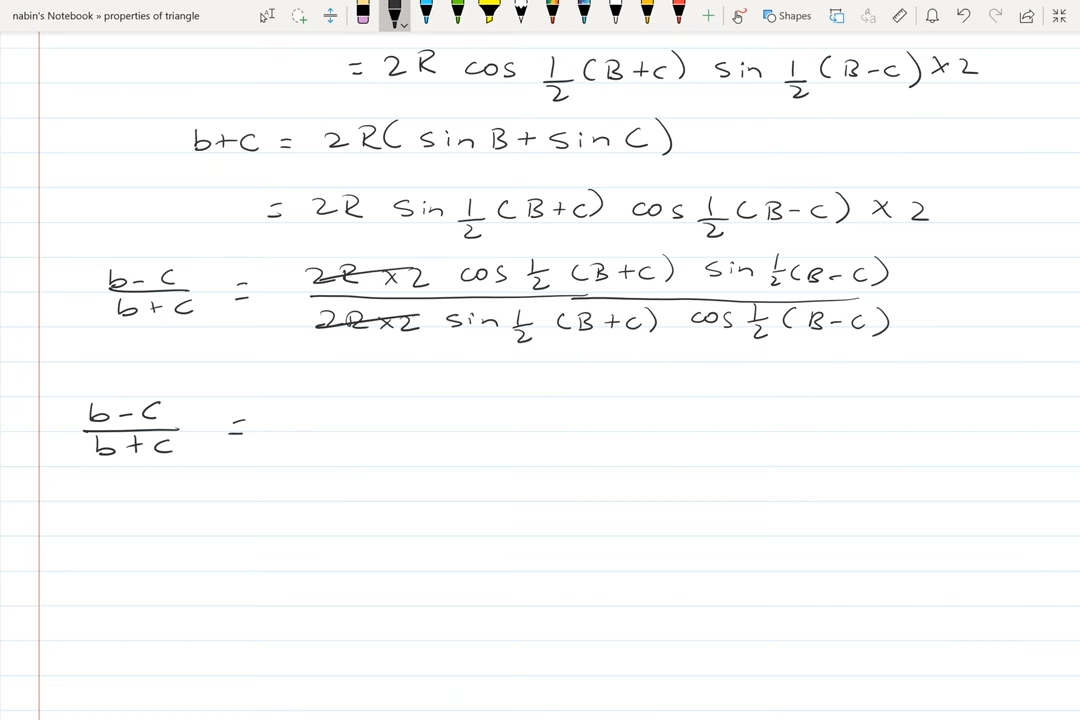 nabin's Notebook » properties of triangle
Shapes
= 2R cos 1/2 (B+C) sin 1/2 (B-C) × 2
b+c = 2R( sin B + sin C)
= 2R sin 1/2 (B+C) cos 1/2 (B-C) × 2
(b-c)/(b+c) = (2R ×2 cos 1/2 (B+C) sin 1/2 (B-C))/(2R×2 sin 1/2 (B+C) cos 1/2 (B-C))
(b-c)/(b+c) =